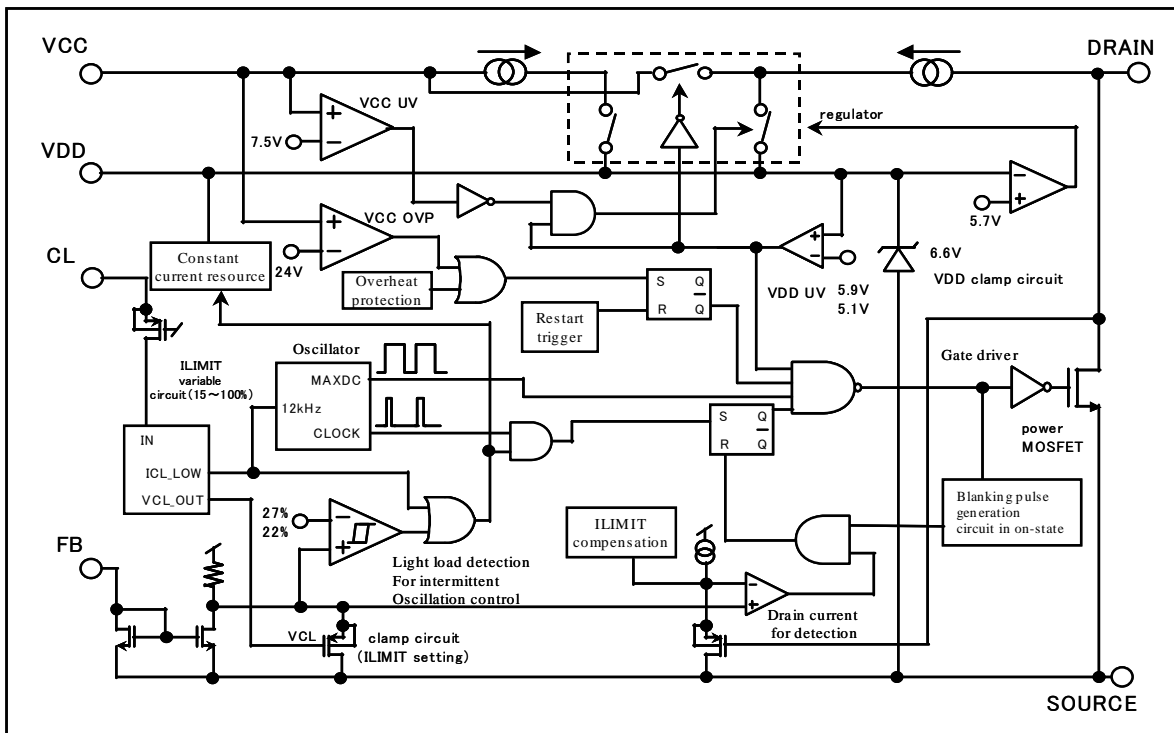 VCC
DRAIN
VCC UV
7.5V
regulator
VDD
5.7V
VCC OVP
24V
CL
Constant
current resource
Overheat
protection
6.6V
VDD clamp circuit
VDD UV
5.9V
5.1V
S Q
R Q
Restart
trigger
Oscillator
ILIMIT
variable
circuit(15～100%)
MAXDC
12kHz
CLOCK
Gate driver
power
MOSFET
S Q
R Q
IN
ICL_LOW
VCL_OUT
27%
22%
ILIMIT
compensation
Blanking pulse
generation
circuit in on-state
FB
Light load detection
For intermittent
Oscillation control
Drain current
for detection
VCL
clamp circuit
(ILIMIT setting)
SOURCE